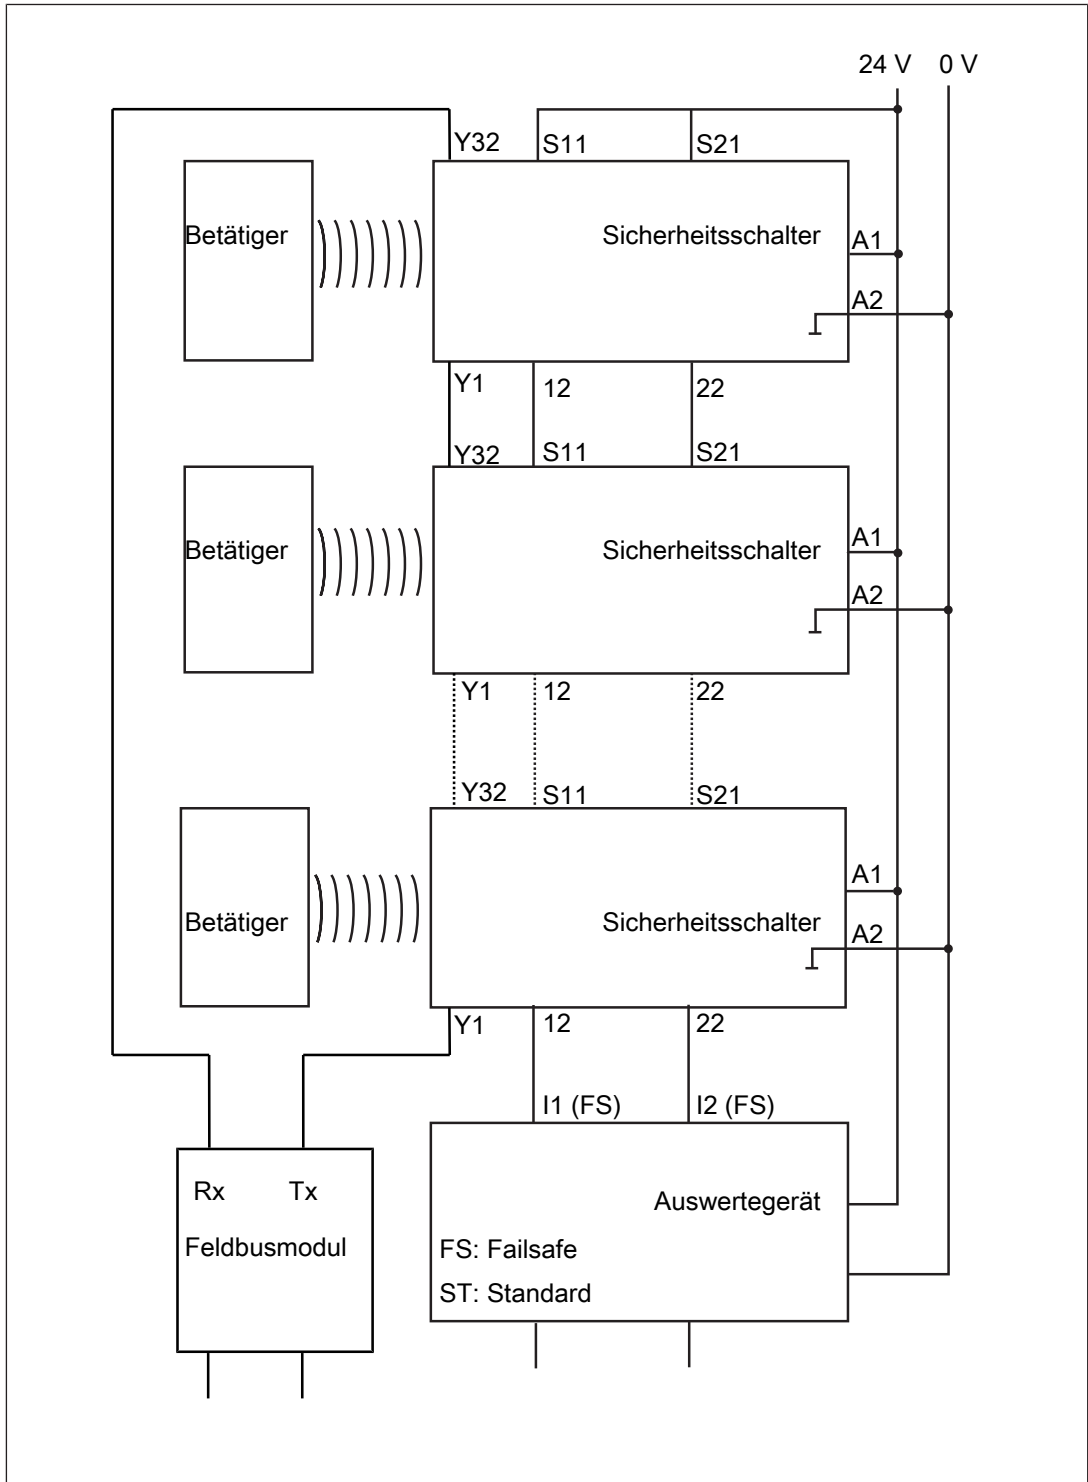 24 V 0 V
Y32 S11 S21
Betätiger Sicherheitsschalter A1
A2
Y1 12 22
Y32 S11 S21
Betätiger Sicherheitsschalter A1
A2
Y1 12 22
Y32 S11 S21
A1
Betätiger Sicherheitsschalter A2
Y1 12 22
I1 (FS) I2 (FS)
Rx Tx Auswertegerät
Feldbusmodul FS: Failsafe
ST: Standard